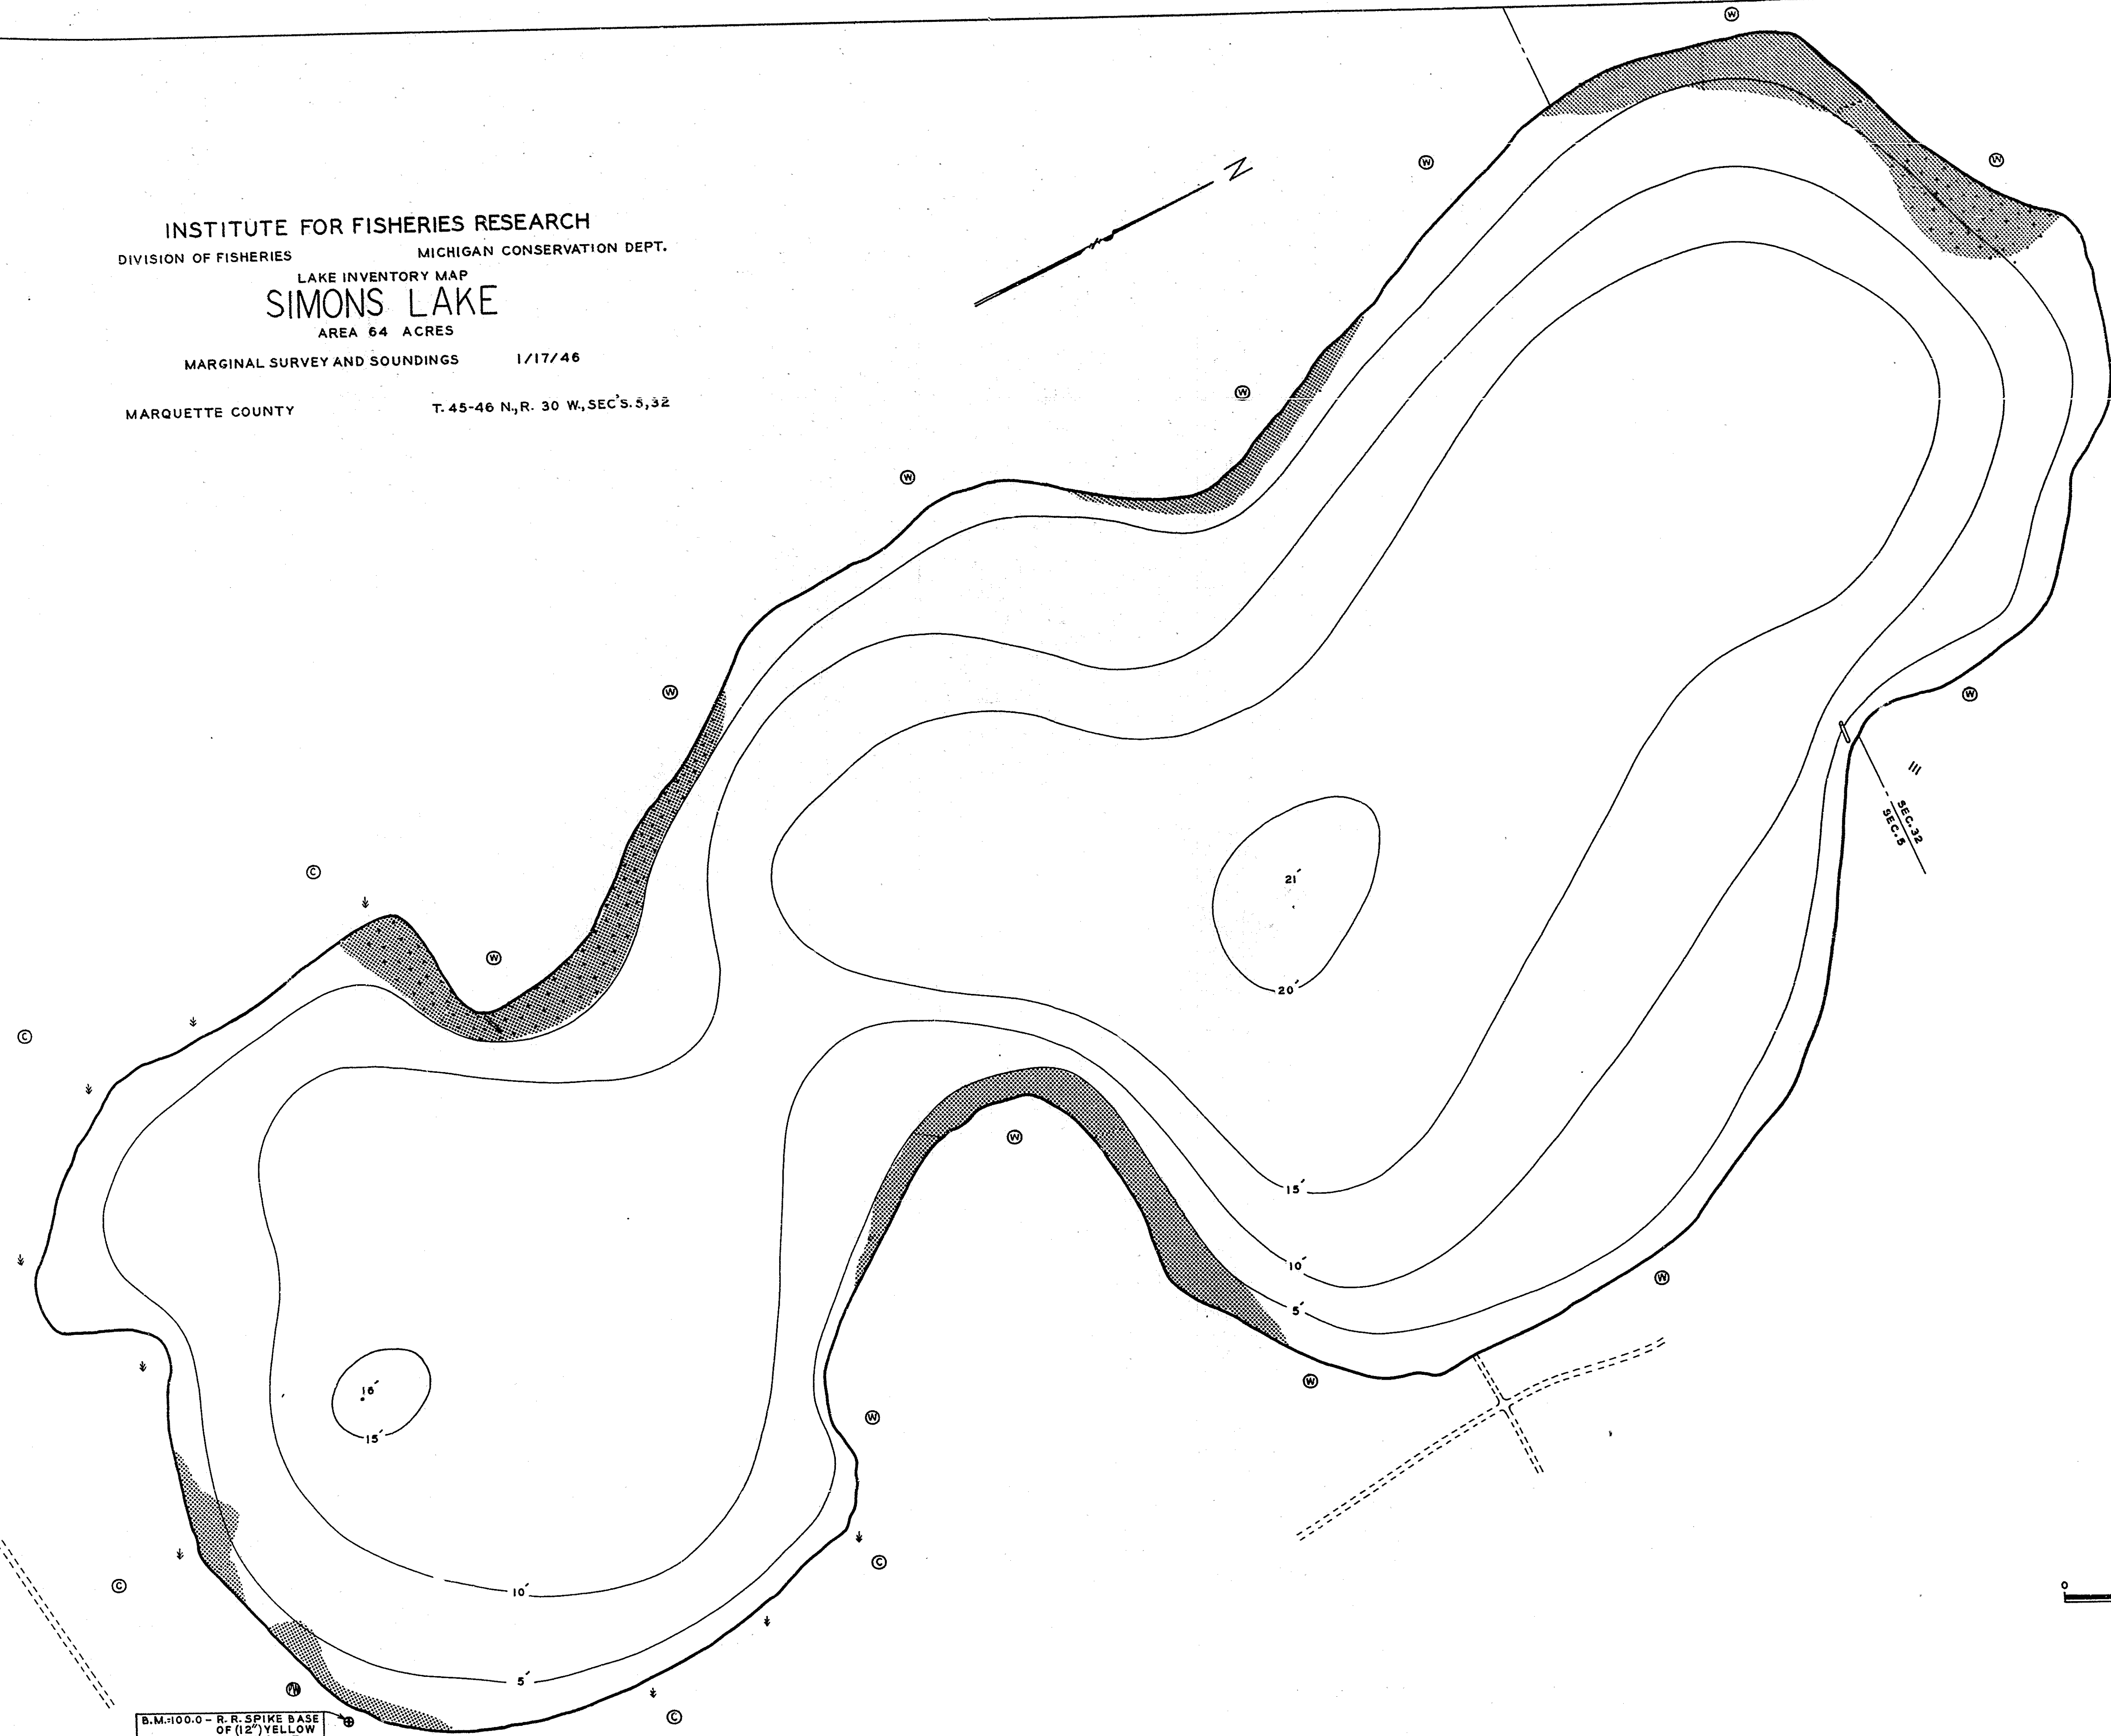 INSTITUTE FOR FISHERIES RESEARCH
DIVISION OF FISHERIES MICHIGAN CONSERVATION DEPT.
LAKE INVENTORY MAP
SIMONS LAKE
AREA 64 ACRES
MARGINAL SURVEY AND SOUNDINGS 1/17/46
MARQUETTE COUNTY T. 45-46 N., R. 30 W., SEC'S. 5, 32
N
W
W
W
W
W
W
W
SEC. 32
SEC. 5
C
21'
W
20'
C
W
15'
10'
W
5'
16'
W
W
15'
C
C
10'
0
5'
PW
C
B.M.=100.0 - R.R. SPIKE BASE
OF (12") YELLOW